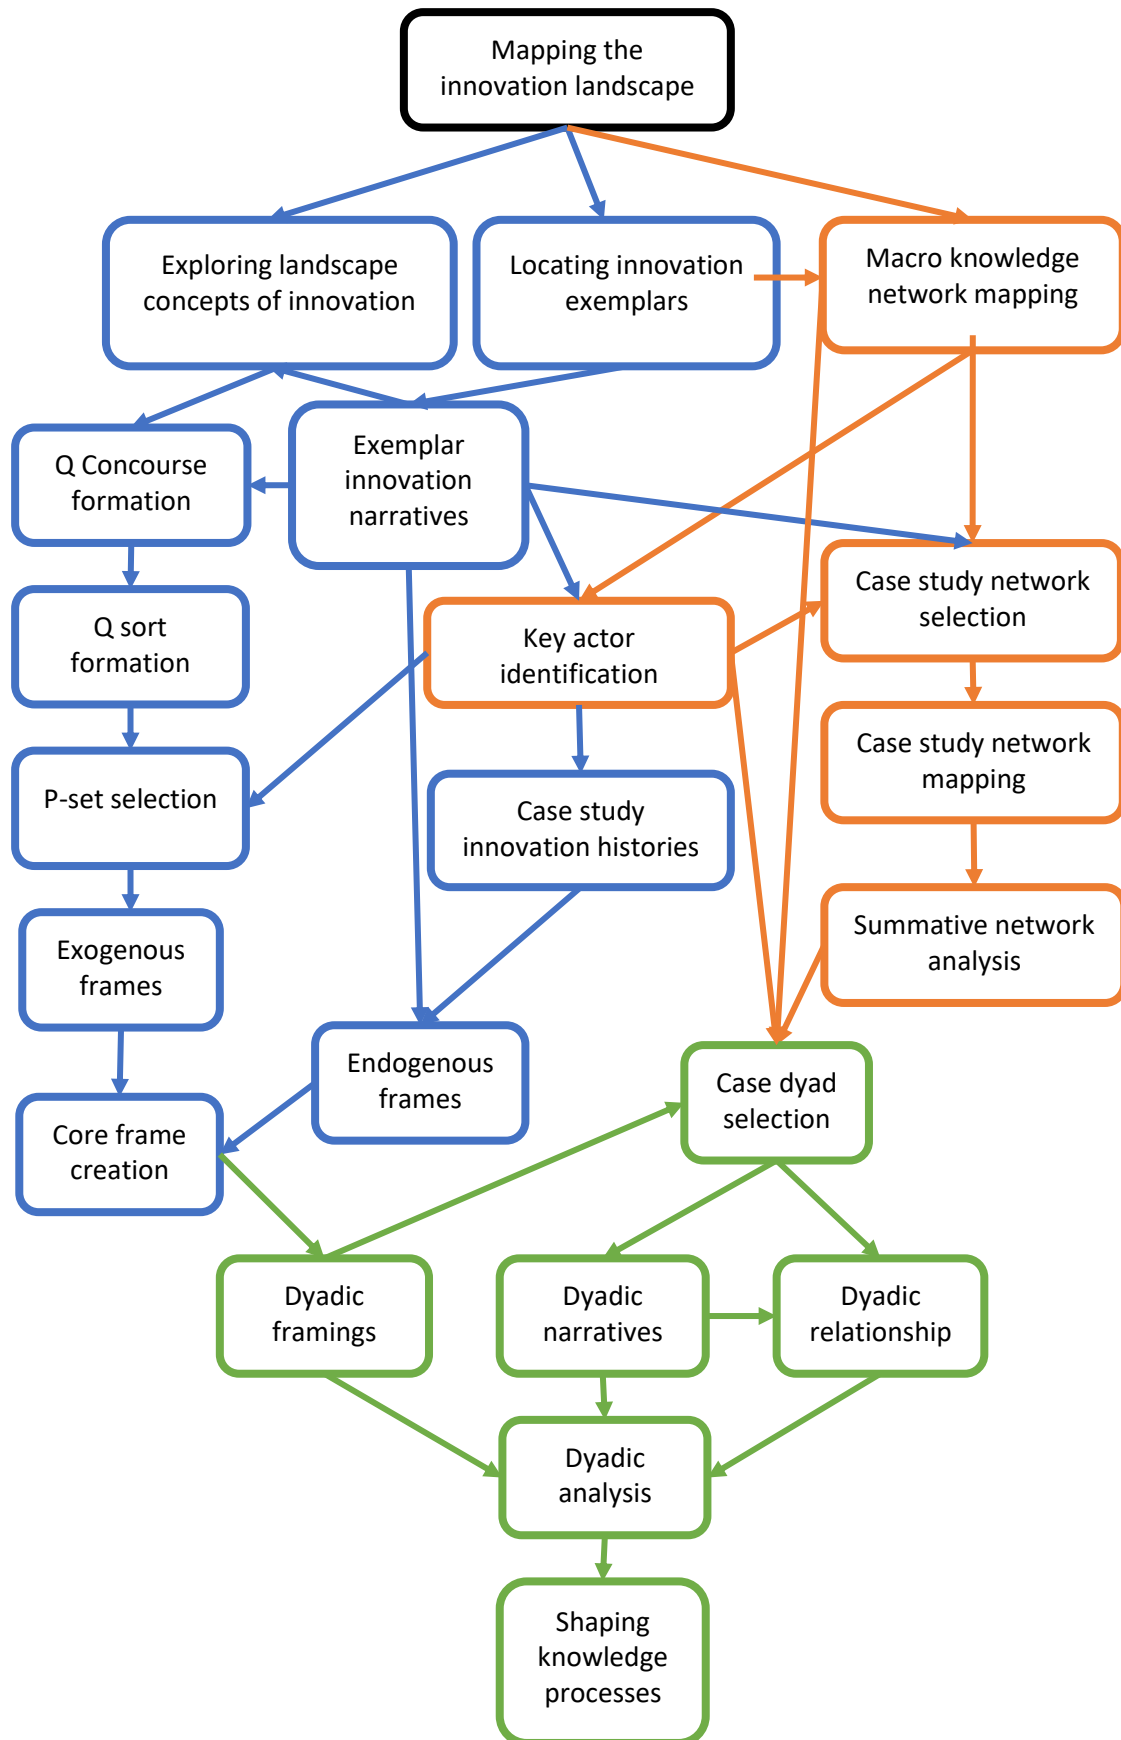 Mapping the
innovation landscape
Exploring landscape
concepts of innovation
Locating innovation
exemplars
Macro knowledge
network mapping
Q Concourse
formation
Exemplar
innovation
narratives
Q sort
formation
Key actor
identification
Case study network
selection
P-set selection
Case study
innovation histories
Case study network
mapping
Exogenous
frames
Summative network
analysis
Endogenous
frames
Case dyad
selection
Core frame
creation
Dyadic
framings
Dyadic
narratives
Dyadic
relationship
Dyadic
analysis
Shaping
knowledge
processes